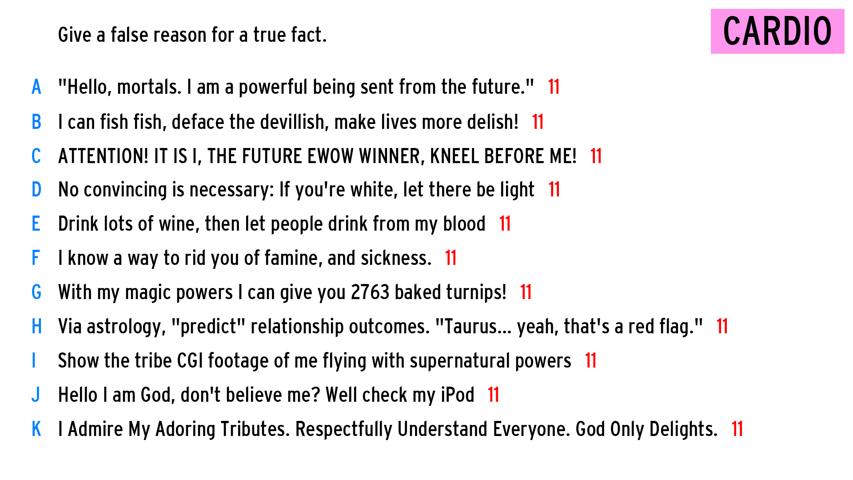 Give a false reason for a true fact.
CARDIO
A "Hello, mortals. I am a powerful being sent from the future." 11
B I can fish fish, deface the devillish, make lives more delish! 11
C ATTENTION! IT IS I, THE FUTURE EWOW WINNER, KNEEL BEFORE ME! 11
D No convincing is necessary: If you're white, let there be light 11
E Drink lots of wine, then let people drink from my blood 11
F I know a way to rid you of famine, and sickness. 11
G With my magic powers I can give you 2763 baked turnips! 11
H Via astrology, "predict" relationship outcomes. "Taurus... yeah, that's a red flag." 11
I Show the tribe CGI footage of me flying with supernatural powers 11
J Hello I am God, don't believe me? Well check my iPod 11
K I Admire My Adoring Tributes. Respectfully Understand Everyone. God Only Delights. 11